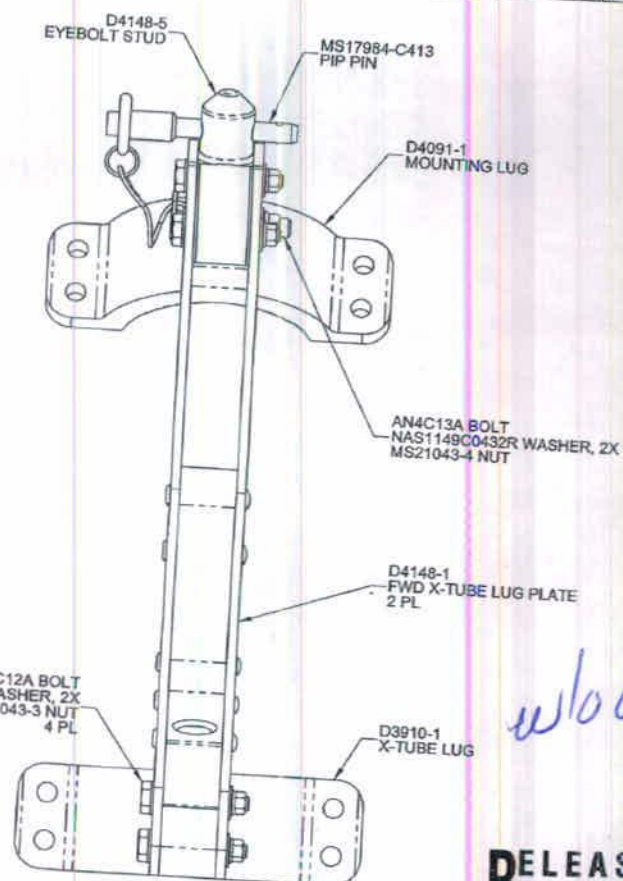 D4148-5
EYEBOLT STUD
MS17984-C413
PIP PIN
D4091-1
MOUNTING LUG
AN4C13A BOLT
NAS1149C0432R WASHER, 2X
MS21043-4 NUT
D4148-1
FWD X-TUBE LUG PLATE
2 PL
C12A BOLT
ASHER, 2X
043-3 NUT
4 PL
D3910-1
X-TUBE LUG
DELEAS